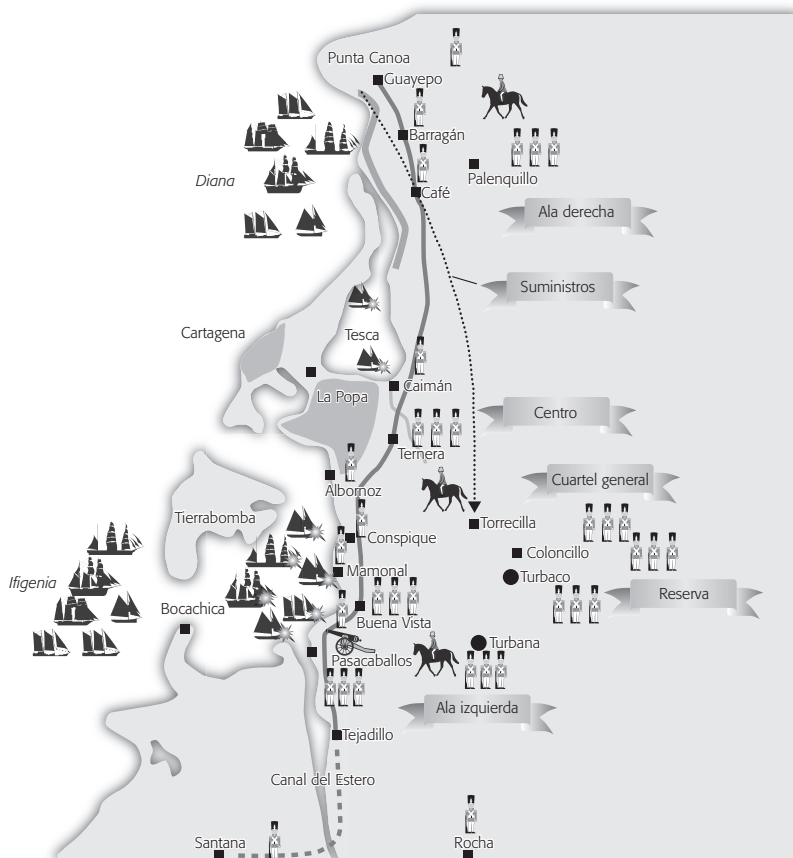 Punta Canoa
Guayepo
Barragán
Palenquillo
Diana
Café
Ala derecha
Suministros
Cartagena
Tesca
Caimán
La Popa
Centro
Ternera
Cuartel general
Albornoz
Tierrabomba
Torrecilla
Conspique
Coloncillo
Ifigenia
Mamonal
Turbaco
Reserva
Bocachica
Buena Vista
Turbana
Pasacaballos
Ala izquierda
Tejadillo
Canal del Estero
Santana
Rocha